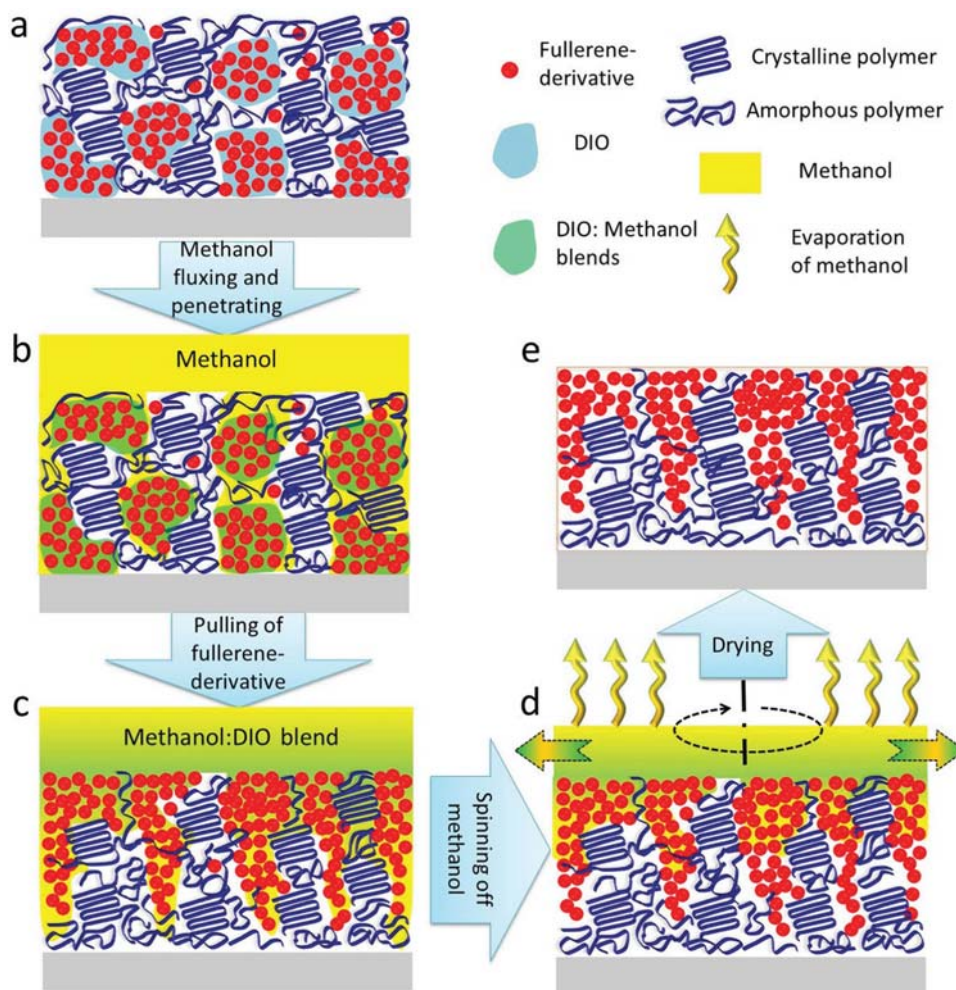 a
Fullerene-
derivative
Crystalline polymer
Amorphous polymer
DIO
Methanol
DIO: Methanol
blends
Evaporation
of methanol
Methanol
fluxing and
penetrating
b
Methanol
e
Pulling of
fullerene-
derivative
Drying
c
Methanol:DIO blend
d
Spinning off
methanol